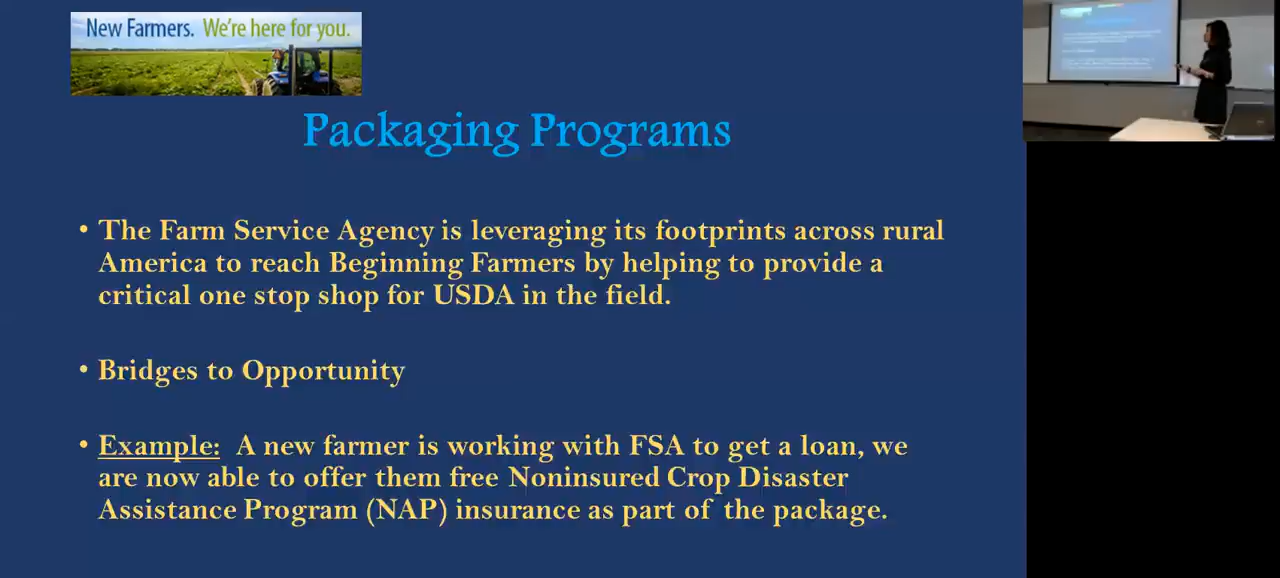 New Farmers. We're here for you.
Packaging Programs
• The Farm Service Agency is leveraging its footprints across rural
America to reach Beginning Farmers by helping to provide a
critical one stop shop for USDA in the field.
• Bridges to Opportunity
• Example: A new farmer is working with FSA to get a loan, we
are now able to offer them free Noninsured Crop Disaster
Assistance Program (NAP) insurance as part of the package.